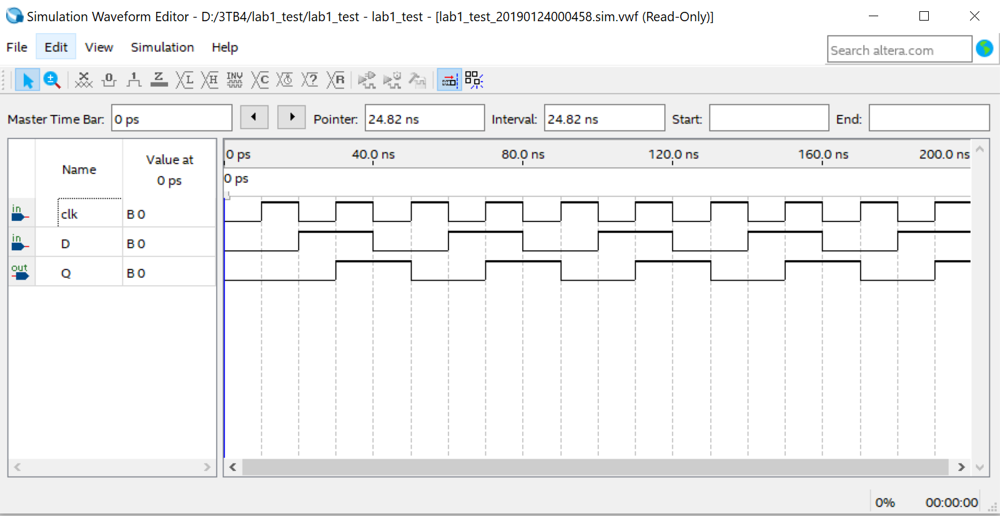 Simulation Waveform Editor - D:/3TB4/lab1_test/lab1_test - lab1_test - [lab1_test_20190124000458.sim.vwf (Read-Only)]
File Edit View Simulation Help
Search altera.com
X 0 1 Z L H INV C ? R
Master Time Bar: 0 ps Pointer: 24.82 ns Interval: 24.82 ns Start: End:
Name
Value at
0 ps
0 ps 40.0 ns 80.0 ns 120.0 ns 160.0 ns 200.0 ns
0 ps
in clk B 0
in D B 0
out Q B 0
0% 00:00:00